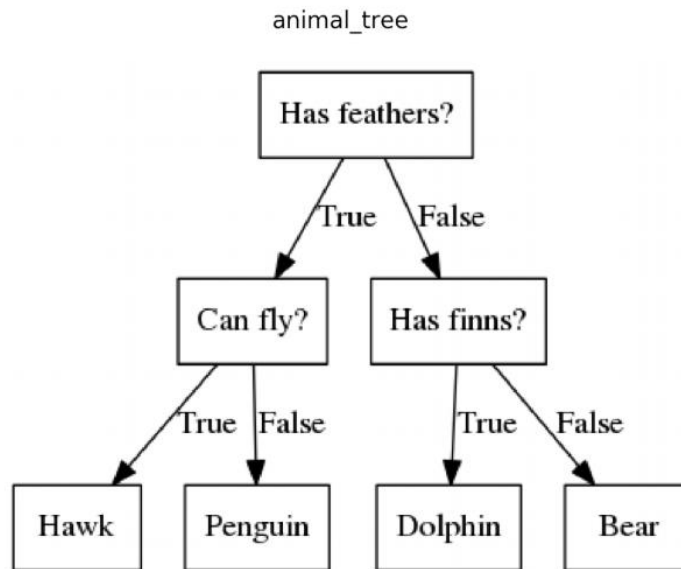 animal_tree
Has feathers?
True
False
Can fly?
Has finns?
True
False
True
False
Hawk
Penguin
Dolphin
Bear